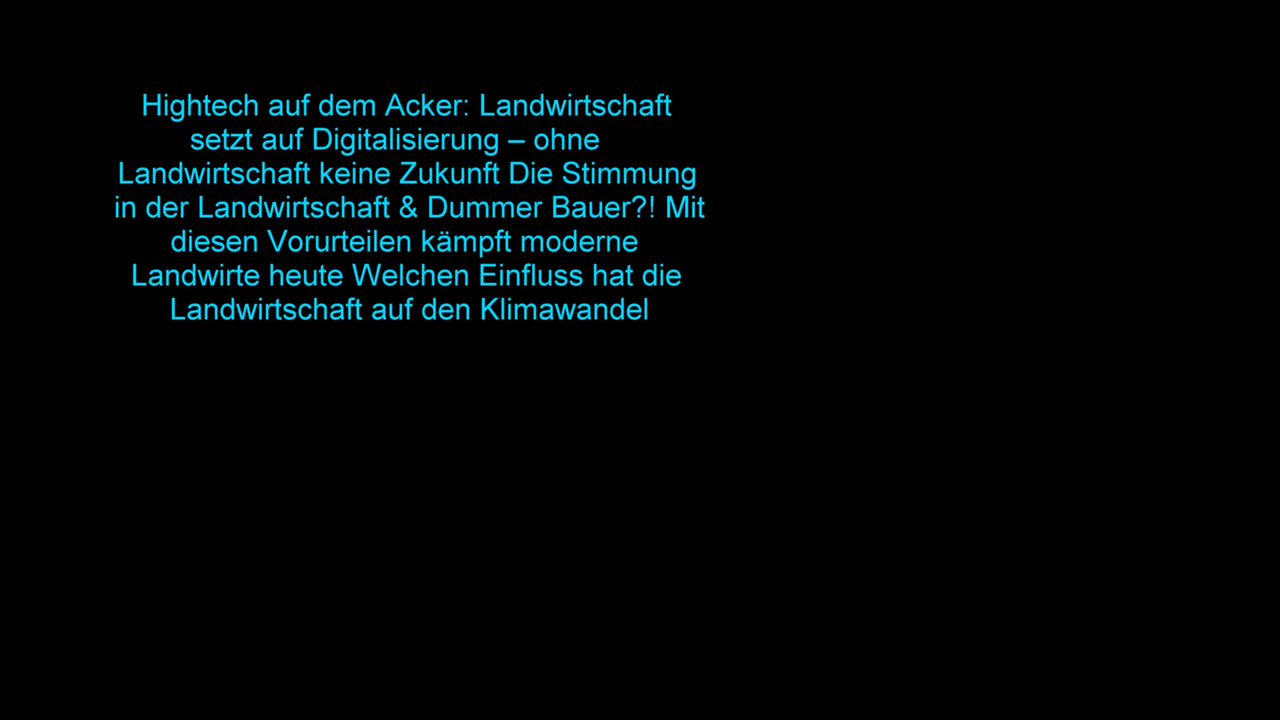 Hightech auf dem Acker: Landwirtschaft
setzt auf Digitalisierung – ohne
Landwirtschaft keine Zukunft Die Stimmung
in der Landwirtschaft & Dummer Bauer?! Mit
diesen Vorurteilen kämpft moderne
Landwirte heute Welchen Einfluss hat die
Landwirtschaft auf den Klimawandel